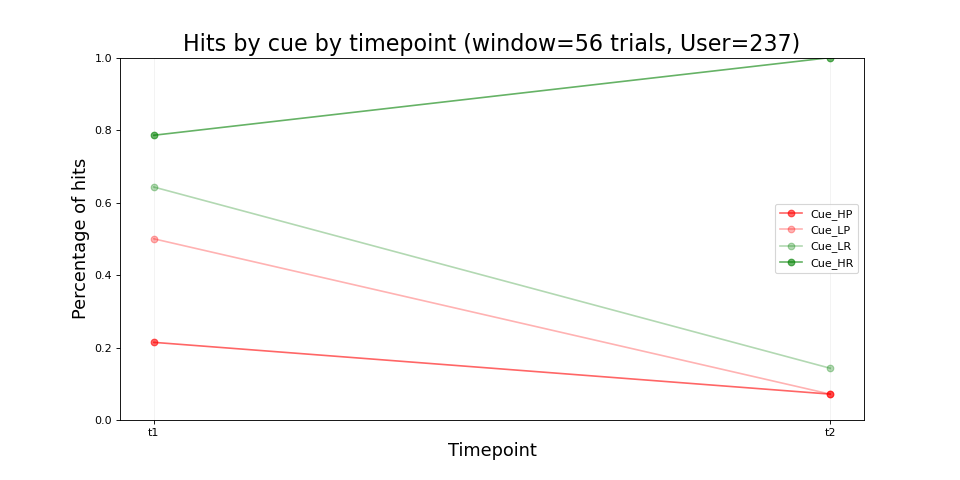 Hits by cue by timepoint (window=56 trials, User=237)
Percentage of hits
1.0
0.8
0.6
0.4
0.2
0.0
Cue_HP
Cue_LP
Cue_LR
Cue_HR
t1
t2
Timepoint